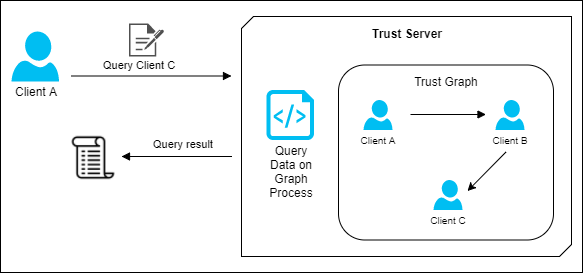 Trust Server
Query Client C
Client A
Trust Graph
Client A
Client B
Client C
Query
Data on
Graph
Process
Query result